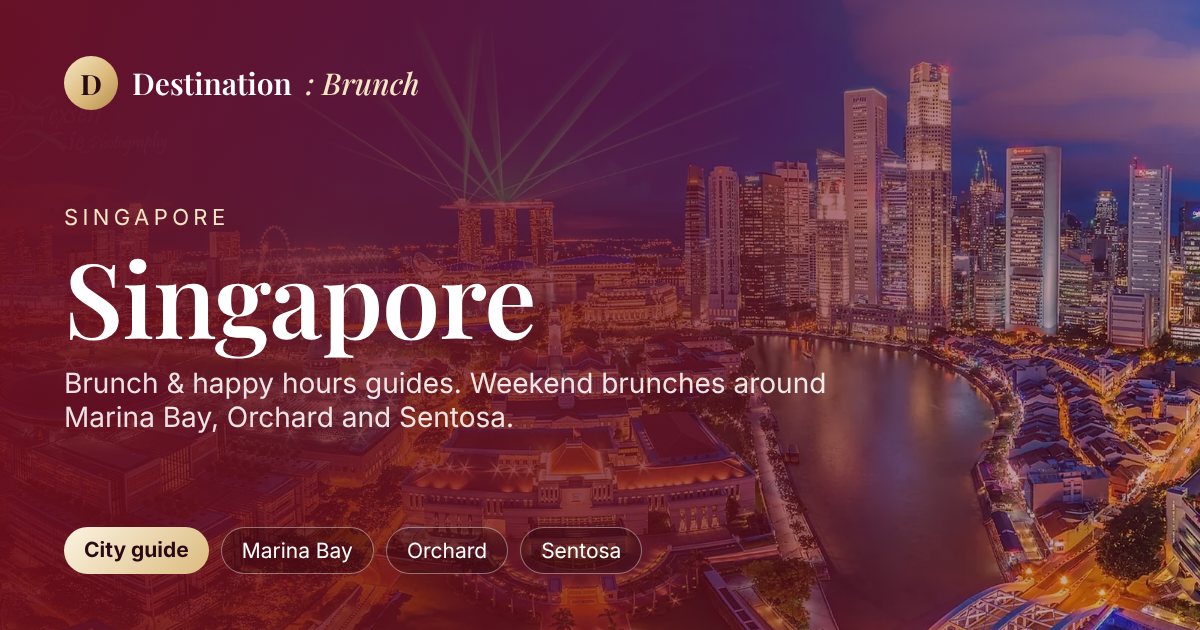 D
Destination : Brunch
SINGAPORE
Singapore
Brunch & happy hours guides. Weekend brunches around
Marina Bay, Orchard and Sentosa.
City guide
Marina Bay
Orchard
Sentosa